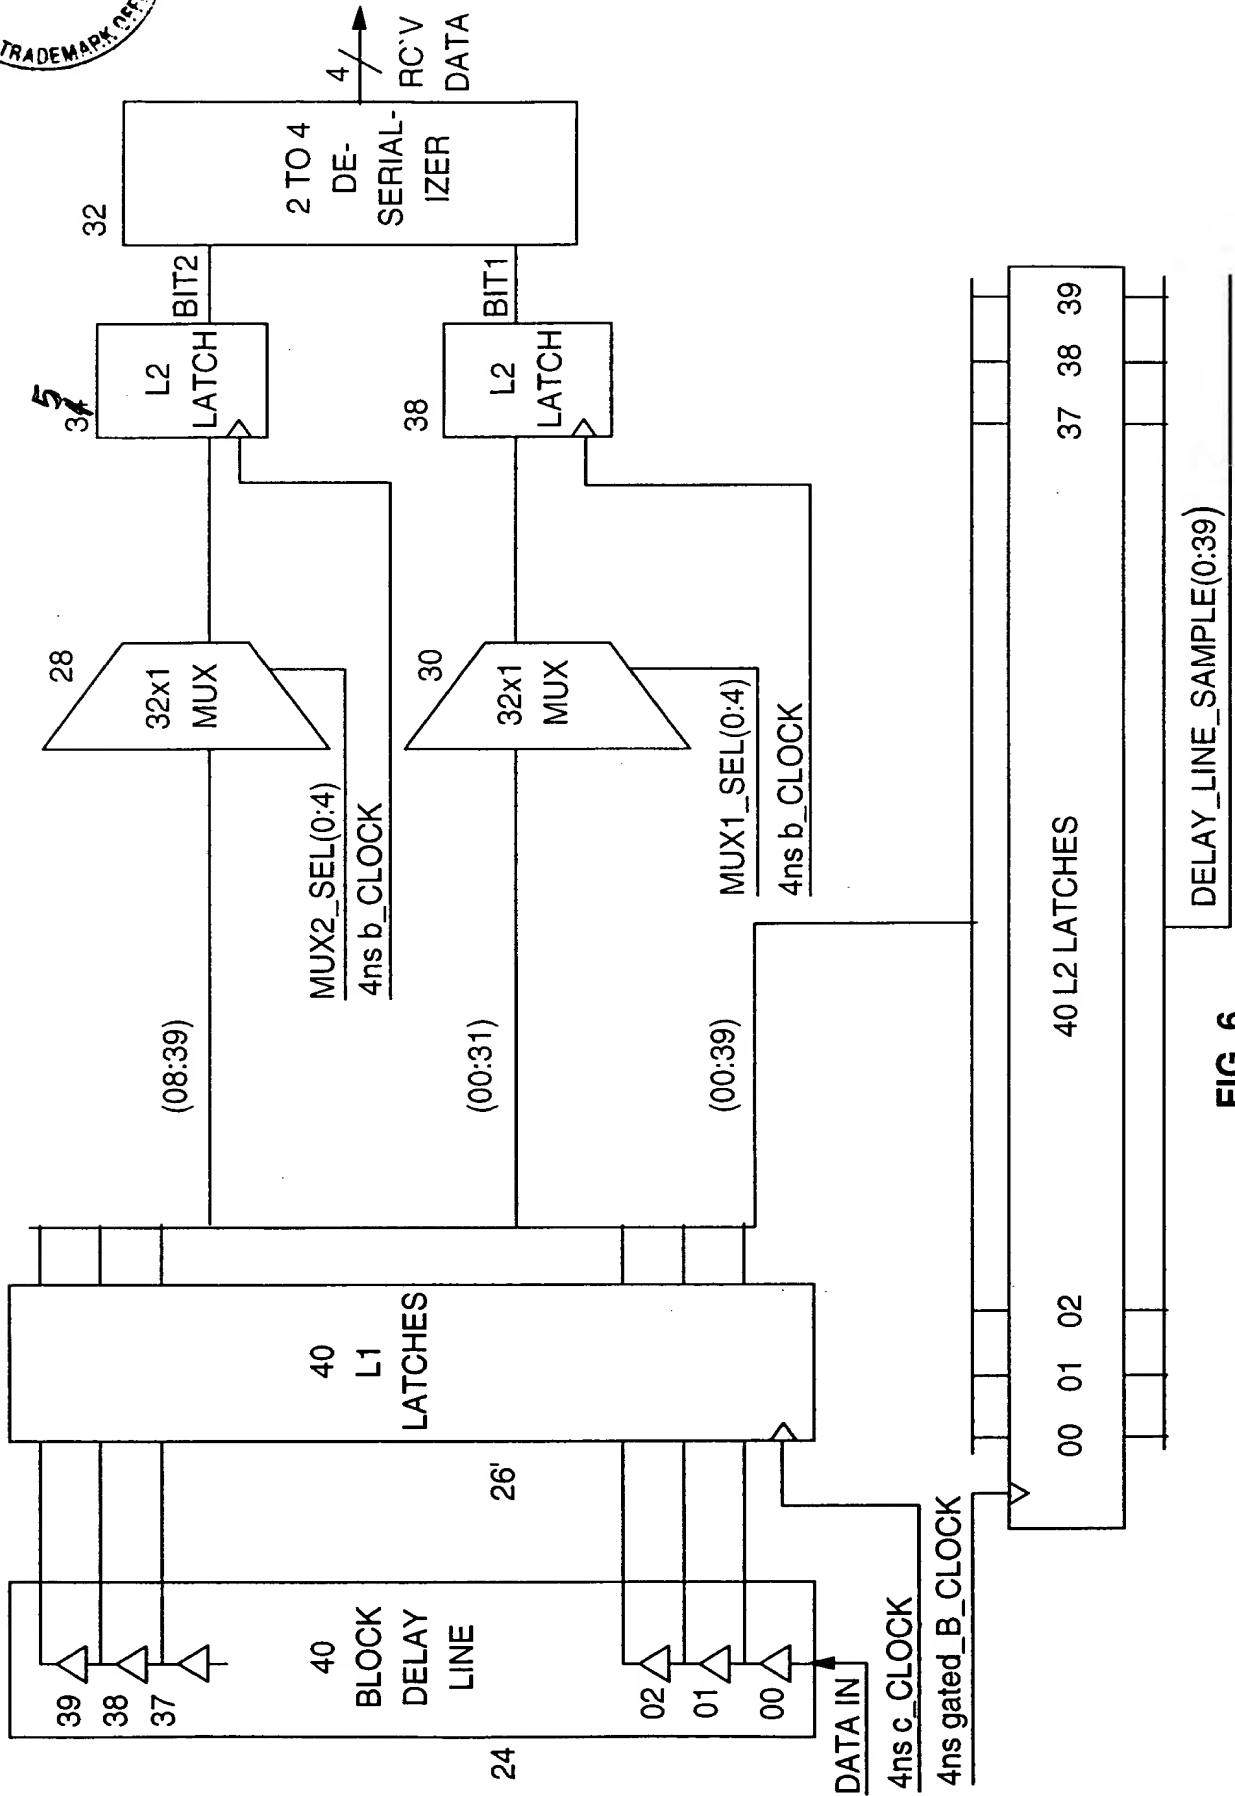 TRADEMARK OFF
24
40
BLOCK
DELAY
LINE
39
38
37
02
01
00
DATA IN
4ns c_CLOCK
4ns gated_B_CLOCK
26'
40
L1
LATCHES
(08:39)
(00:31)
(00:39)
28
32x1
MUX
MUX2_SEL(0:4)
4ns b_CLOCK
30
32x1
MUX
MUX1_SEL(0:4)
4ns b_CLOCK
34
5
L2
LATCH
BIT2
38
L2
LATCH
BIT1
32
2 TO 4
DE-
SERIAL-
IZER
4
RC`V
DATA
00 01 02
40 L2 LATCHES
37 38 39
DELAY_LINE_SAMPLE(0:39)
FIG. 6